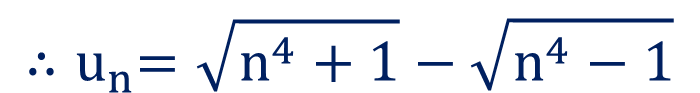 ∴ uₙ= √(n⁴ + 1) − √(n⁴ − 1)